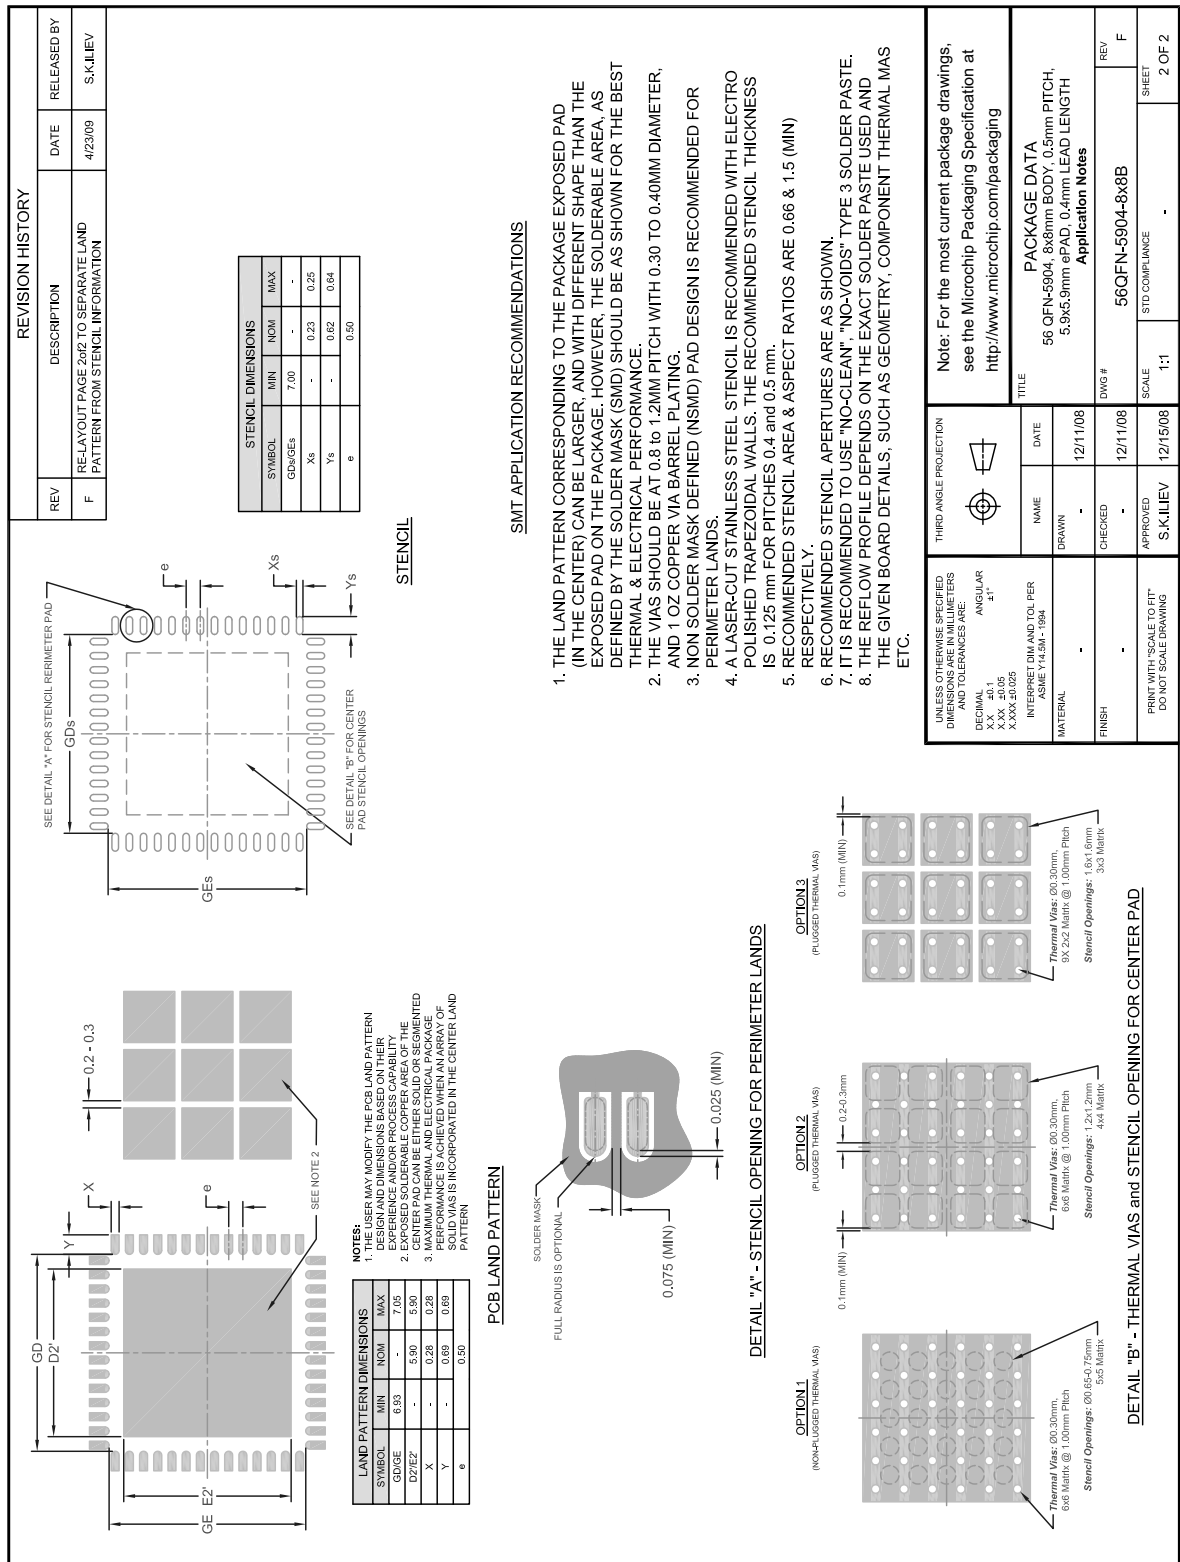 REVISION HISTORY
REV
DESCRIPTION
DATE
RELEASED BY
F
RE-LAYOUT PAGE 2of2 TO SEPARATE LAND
PATTERN FROM STENCIL INFORMATION
4/23/09
S.K.ILIEV
GD
D2'
Y
X
e
0.2 - 0.3
GE
E2'
SEE NOTE 2
LAND PATTERN DIMENSIONS
SYMBOL MIN NOM MAX
GD/GE 6.93 - 7.05
D2'/E2' - 5.90 5.90
X - 0.28 0.28
Y - 0.69 0.69
e 0.50
NOTES:
1. THE USER MAY MODIFY THE PCB LAND PATTERN
DESIGN AND DIMENSIONS BASED ON THEIR
EXPERIENCE AND/OR PROCESS CAPABILITY
2. EXPOSED SOLDERABLE COPPER AREA OF THE
CENTER PAD CAN BE EITHER SOLID OR SEGMENTED
3. MAXIMUM THERMAL AND ELECTRICAL PACKAGE
PERFORMANCE IS ACHIEVED WHEN AN ARRAY OF
SOLID VIAS IS INCORPORATED IN THE CENTER LAND
PATTERN
PCB LAND PATTERN
SEE DETAIL "A" FOR STENCIL RERIMETER PAD
GDs
GEs
e
Xs
Ys
SEE DETAIL "B" FOR CENTER
PAD STENCIL OPENINGS
STENCIL
STENCIL DIMENSIONS
SYMBOL MIN NOM MAX
GDs/GEs 7.00 - -
Xs - 0.23 0.25
Ys - 0.62 0.64
e 0.50
SOLDER MASK
FULL RADIUS IS OPTIONAL
0.075 (MIN)
0.025 (MIN)
DETAIL "A" - STENCIL OPENING FOR PERIMETER LANDS
SMT APPLICATION RECOMMENDATIONS
1. THE LAND PATTERN CORRESPONDING TO THE PACKAGE EXPOSED PAD
(IN THE CENTER) CAN BE LARGER, AND WITH DIFFERENT SHAPE THAN THE
EXPOSED PAD ON THE PACKAGE. HOWEVER, THE SOLDERABLE AREA, AS
DEFINED BY THE SOLDER MASK (SMD) SHOULD BE AS SHOWN FOR THE BEST
THERMAL & ELECTRICAL PERFORMANCE.
2. THE VIAS SHOULD BE AT 0.8 to 1.2MM PITCH WITH 0.30 TO 0.40MM DIAMETER,
AND 1 OZ COPPER VIA BARREL PLATING.
3. NON SOLDER MASK DEFINED (NSMD) PAD DESIGN IS RECOMMENDED FOR
PERIMETER LANDS.
4. A LASER-CUT STAINLESS STEEL STENCIL IS RECOMMENDED WITH ELECTRO
POLISHED TRAPEZOIDAL WALLS. THE RECOMMENDED STENCIL THICKNESS
IS 0.125 mm FOR PITCHES 0.4 and 0.5 mm.
5. RECOMMENDED STENCIL AREA & ASPECT RATIOS ARE 0.66 & 1.5 (MIN)
RESPECTIVELY.
6. RECOMMENDED STENCIL APERTURES ARE AS SHOWN.
7. IT IS RECOMMENDED TO USE "NO-CLEAN", "NO-VOIDS" TYPE 3 SOLDER PASTE.
8. THE REFLOW PROFILE DEPENDS ON THE EXACT SOLDER PASTE USED AND
THE GIVEN BOARD DETAILS, SUCH AS GEOMETRY, COMPONENT THERMAL MAS
ETC.
OPTION 1
(NON-PLUGGED THERMAL VIAS)
Thermal Vias: Ø0.30mm,
6x6 Matrix @ 1.00mm Pitch
Stencil Openings: Ø0.65-0.75mm
5x5 Matrix
OPTION 2
(PLUGGED THERMAL VIAS)
0.1mm (MIN)
0.2-0.3mm
Thermal Vias: Ø0.30mm,
6x6 Matrix @ 1.00mm Pitch
Stencil Openings: 1.2x1.2mm
4x4 Matrix
OPTION 3
(PLUGGED THERMAL VIAS)
0.1mm (MIN)
Thermal Vias: Ø0.30mm,
9X 2x2 Matrix @ 1.00mm Pitch
Stencil Openings: 1.6x1.6mm
3x3 Matrix
DETAIL "B" - THERMAL VIAS and STENCIL OPENING FOR CENTER PAD
UNLESS OTHERWISE SPECIFIED
DIMENSIONS ARE IN MILLIMETERS
AND TOLERANCES ARE:
DECIMAL ANGULAR
X.X ±0.1 ±1°
X.XX ±0.05
X.XXX ±0.025
INTERPRET DIM AND TOL PER
ASME Y14.5M - 1994
MATERIAL
-
FINISH
-
PRINT WITH "SCALE TO FIT"
DO NOT SCALE DRAWING
THIRD ANGLE PROJECTION
NAME DATE
DRAWN
- 12/11/08
CHECKED
- 12/11/08
APPROVED
S.K.ILIEV 12/15/08
Note: For the most current package drawings,
see the Microchip Packaging Specification at
http://www.microchip.com/packaging
TITLE
PACKAGE DATA
56 QFN-5904, 8x8mm BODY, 0.5mm PITCH,
5.9x5.9mm ePAD, 0.4mm LEAD LENGTH
Application Notes
DWG #
56QFN-5904-8x8B
REV
F
SCALE
1:1
STD COMPLIANCE
-
SHEET
2 OF 2